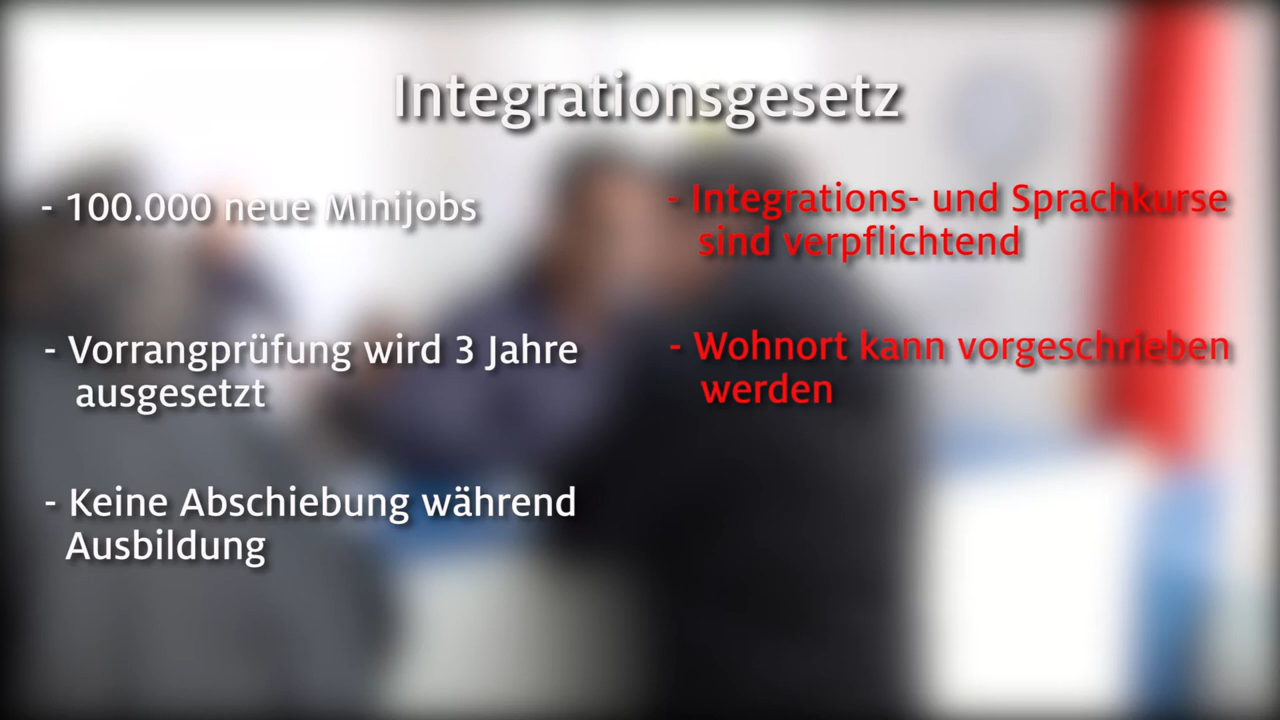 Integrationsgesetz
- 100.000 neue Minijobs
- Vorrangprüfung wird 3 Jahre
ausgesetzt
- Keine Abschiebung während
Ausbildung
- Integrations- und Sprachkurse
sind verpflichtend
- Wohnort kann vorgeschrieben
werden